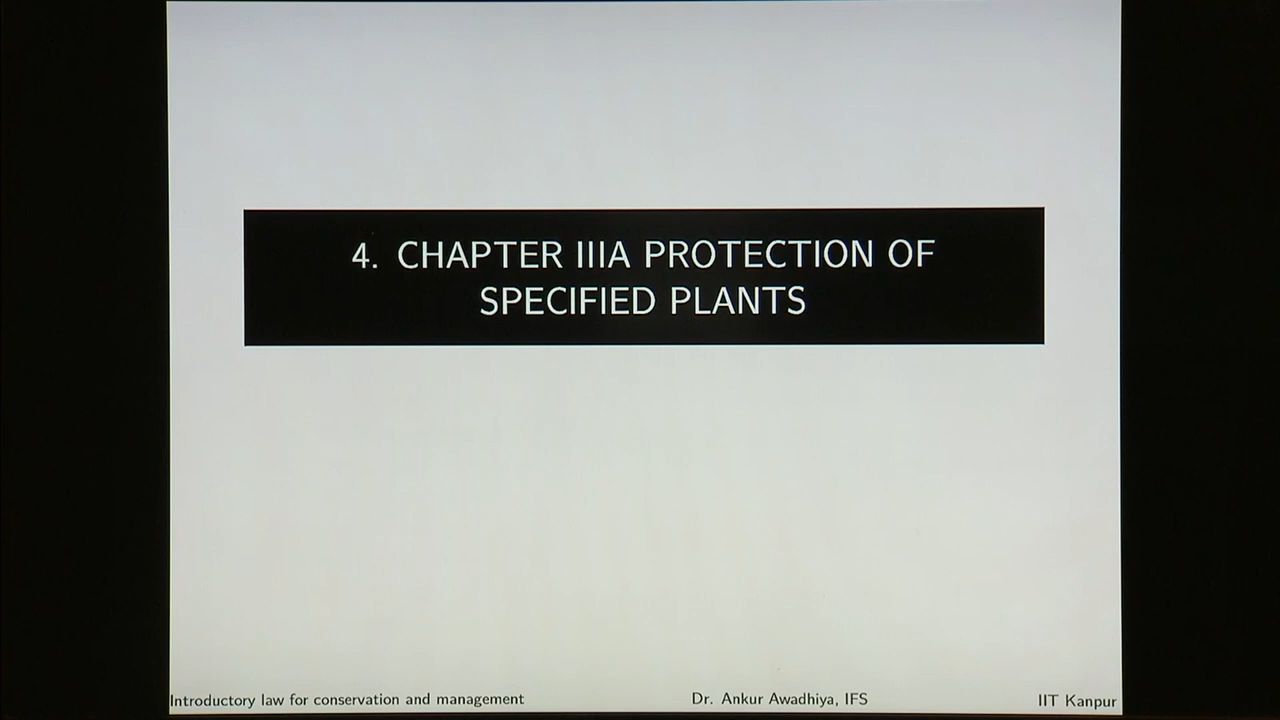 4. CHAPTER IIIA PROTECTION OF
SPECIFIED PLANTS
Introductory law for conservation and management Dr. Ankur Awadhiya, IFS IIT Kanpur